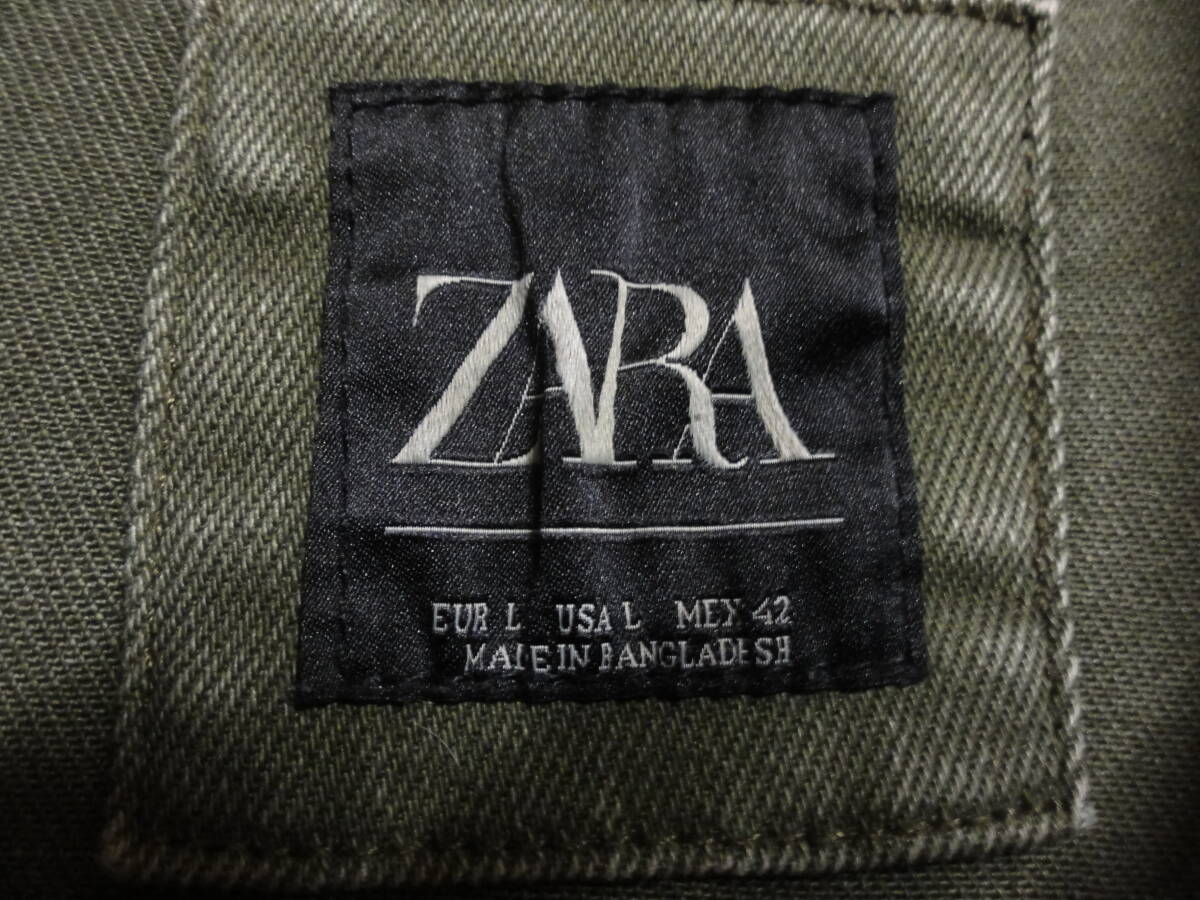 ZARA
EUR L USA L MEX 42
MADE IN BANGLADESH